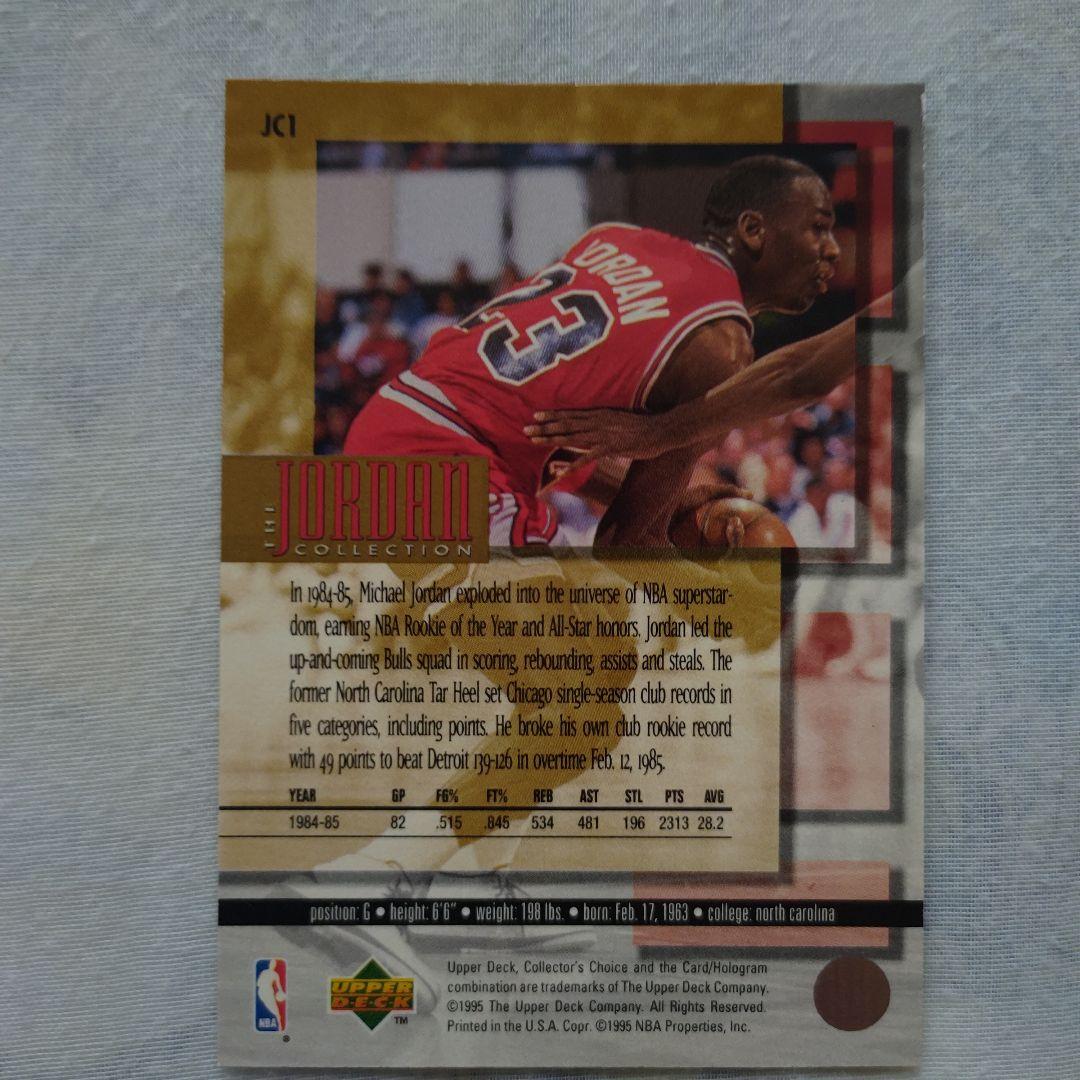 JC1
JORDAN
23
THE
JORDAN
COLLECTION
In 1984-85, Michael Jordan exploded into the universe of NBA superstar-
dom, earning NBA Rookie of the Year and All-Star honors. Jordan led the
up-and-coming Bulls squad in scoring, rebounding, assists and steals. The
former North Carolina Tar Heel set Chicago single-season club records in
five categories, including points. He broke his own club rookie record
with 49 points to beat Detroit 139-126 in overtime Feb. 12, 1985.
YEAR GP FG% FT% REB AST STL PTS AVG
1984-85 82 .515 .845 534 481 196 2313 28.2
position: G ● height: 6'6" ● weight: 198 lbs. ● born: Feb. 17, 1963 ● college: north carolina
Upper Deck, Collector's Choice and the Card/Hologram
combination are trademarks of The Upper Deck Company.
©1995 The Upper Deck Company. All Rights Reserved.
Printed in the U.S.A. Copr. ©1995 NBA Properties, Inc.
NBA
®
UPPER
D·E·C·K
™